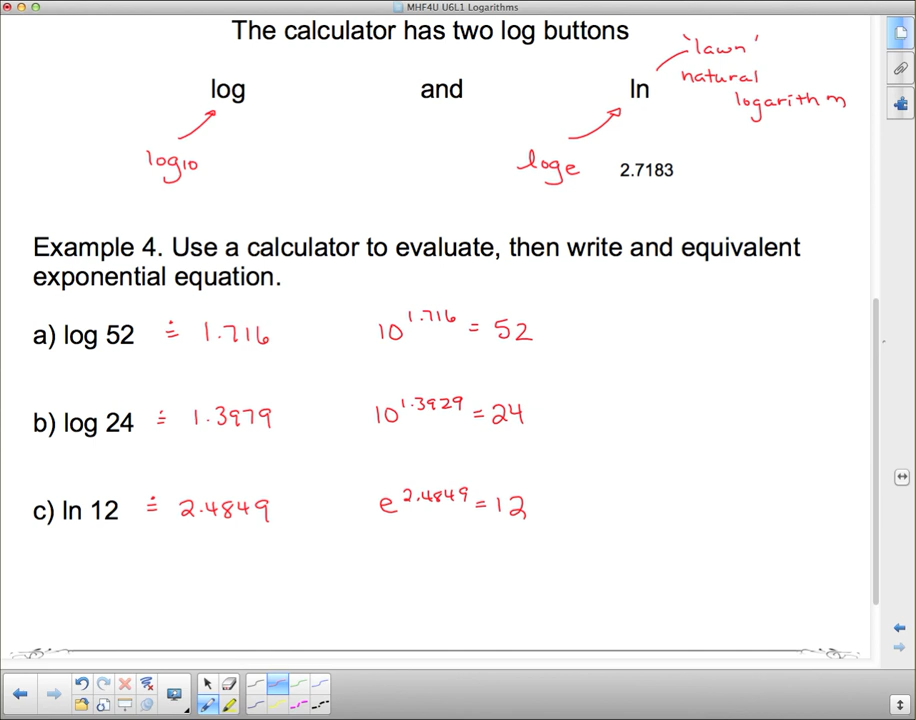 MHF4U U6L1 Logarithms
The calculator has two log buttons
'lawn'
log and ln natural
logarithm
log10 loge 2.7183
Example 4. Use a calculator to evaluate, then write and equivalent
exponential equation.
a) log 52 ≐ 1.716 10^1.716 = 52
b) log 24 ≐ 1.3979 10^1.3929 = 24
c) ln 12 ≐ 2.4849 e^2.4849 = 12